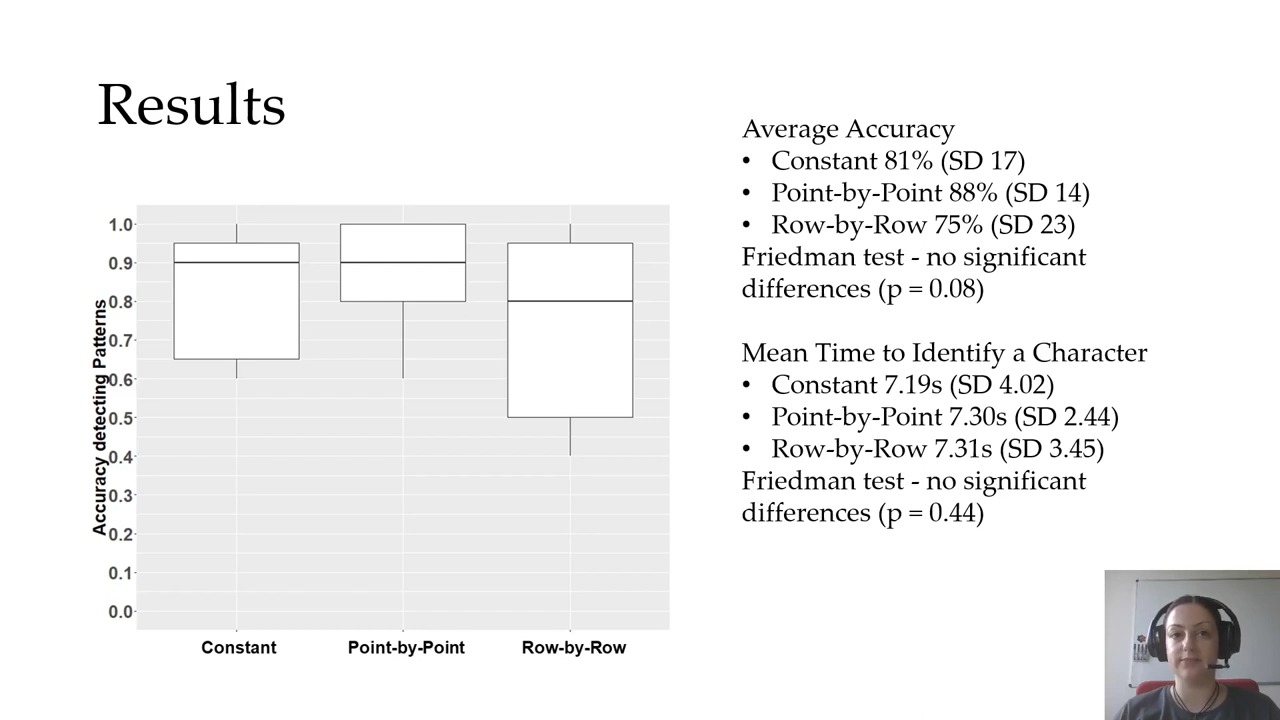 Results
Average Accuracy
• Constant 81% (SD 17)
• Point-by-Point 88% (SD 14)
• Row-by-Row 75% (SD 23)
Friedman test - no significant
differences (p = 0.08)
Mean Time to Identify a Character
• Constant 7.19s (SD 4.02)
• Point-by-Point 7.30s (SD 2.44)
• Row-by-Row 7.31s (SD 3.45)
Friedman test - no significant
differences (p = 0.44)
Accuracy detecting Patterns
1.0
0.9
0.8
0.7
0.6
0.5
0.4
0.3
0.2
0.1
0.0
Constant Point-by-Point Row-by-Row